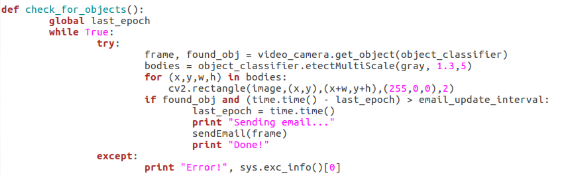 def check_for_objects():
        global last_epoch
        while True:
                try:
                        frame, found_obj = video_camera.get_object(object_classifier)
                        bodies = object_classifier.etectMultiScale(gray, 1.3,5)
                        for (x,y,w,h) in bodies:
                            cv2.rectangle(image,(x,y),(x+w,y+h),(255,0,0),2)
                        if found_obj and (time.time() - last_epoch) > email_update_interval:
                                last_epoch = time.time()
                                print "Sending email..."
                                sendEmail(frame)
                                print "Done!"
                except:
                        print "Error!", sys.exc_info()[0]